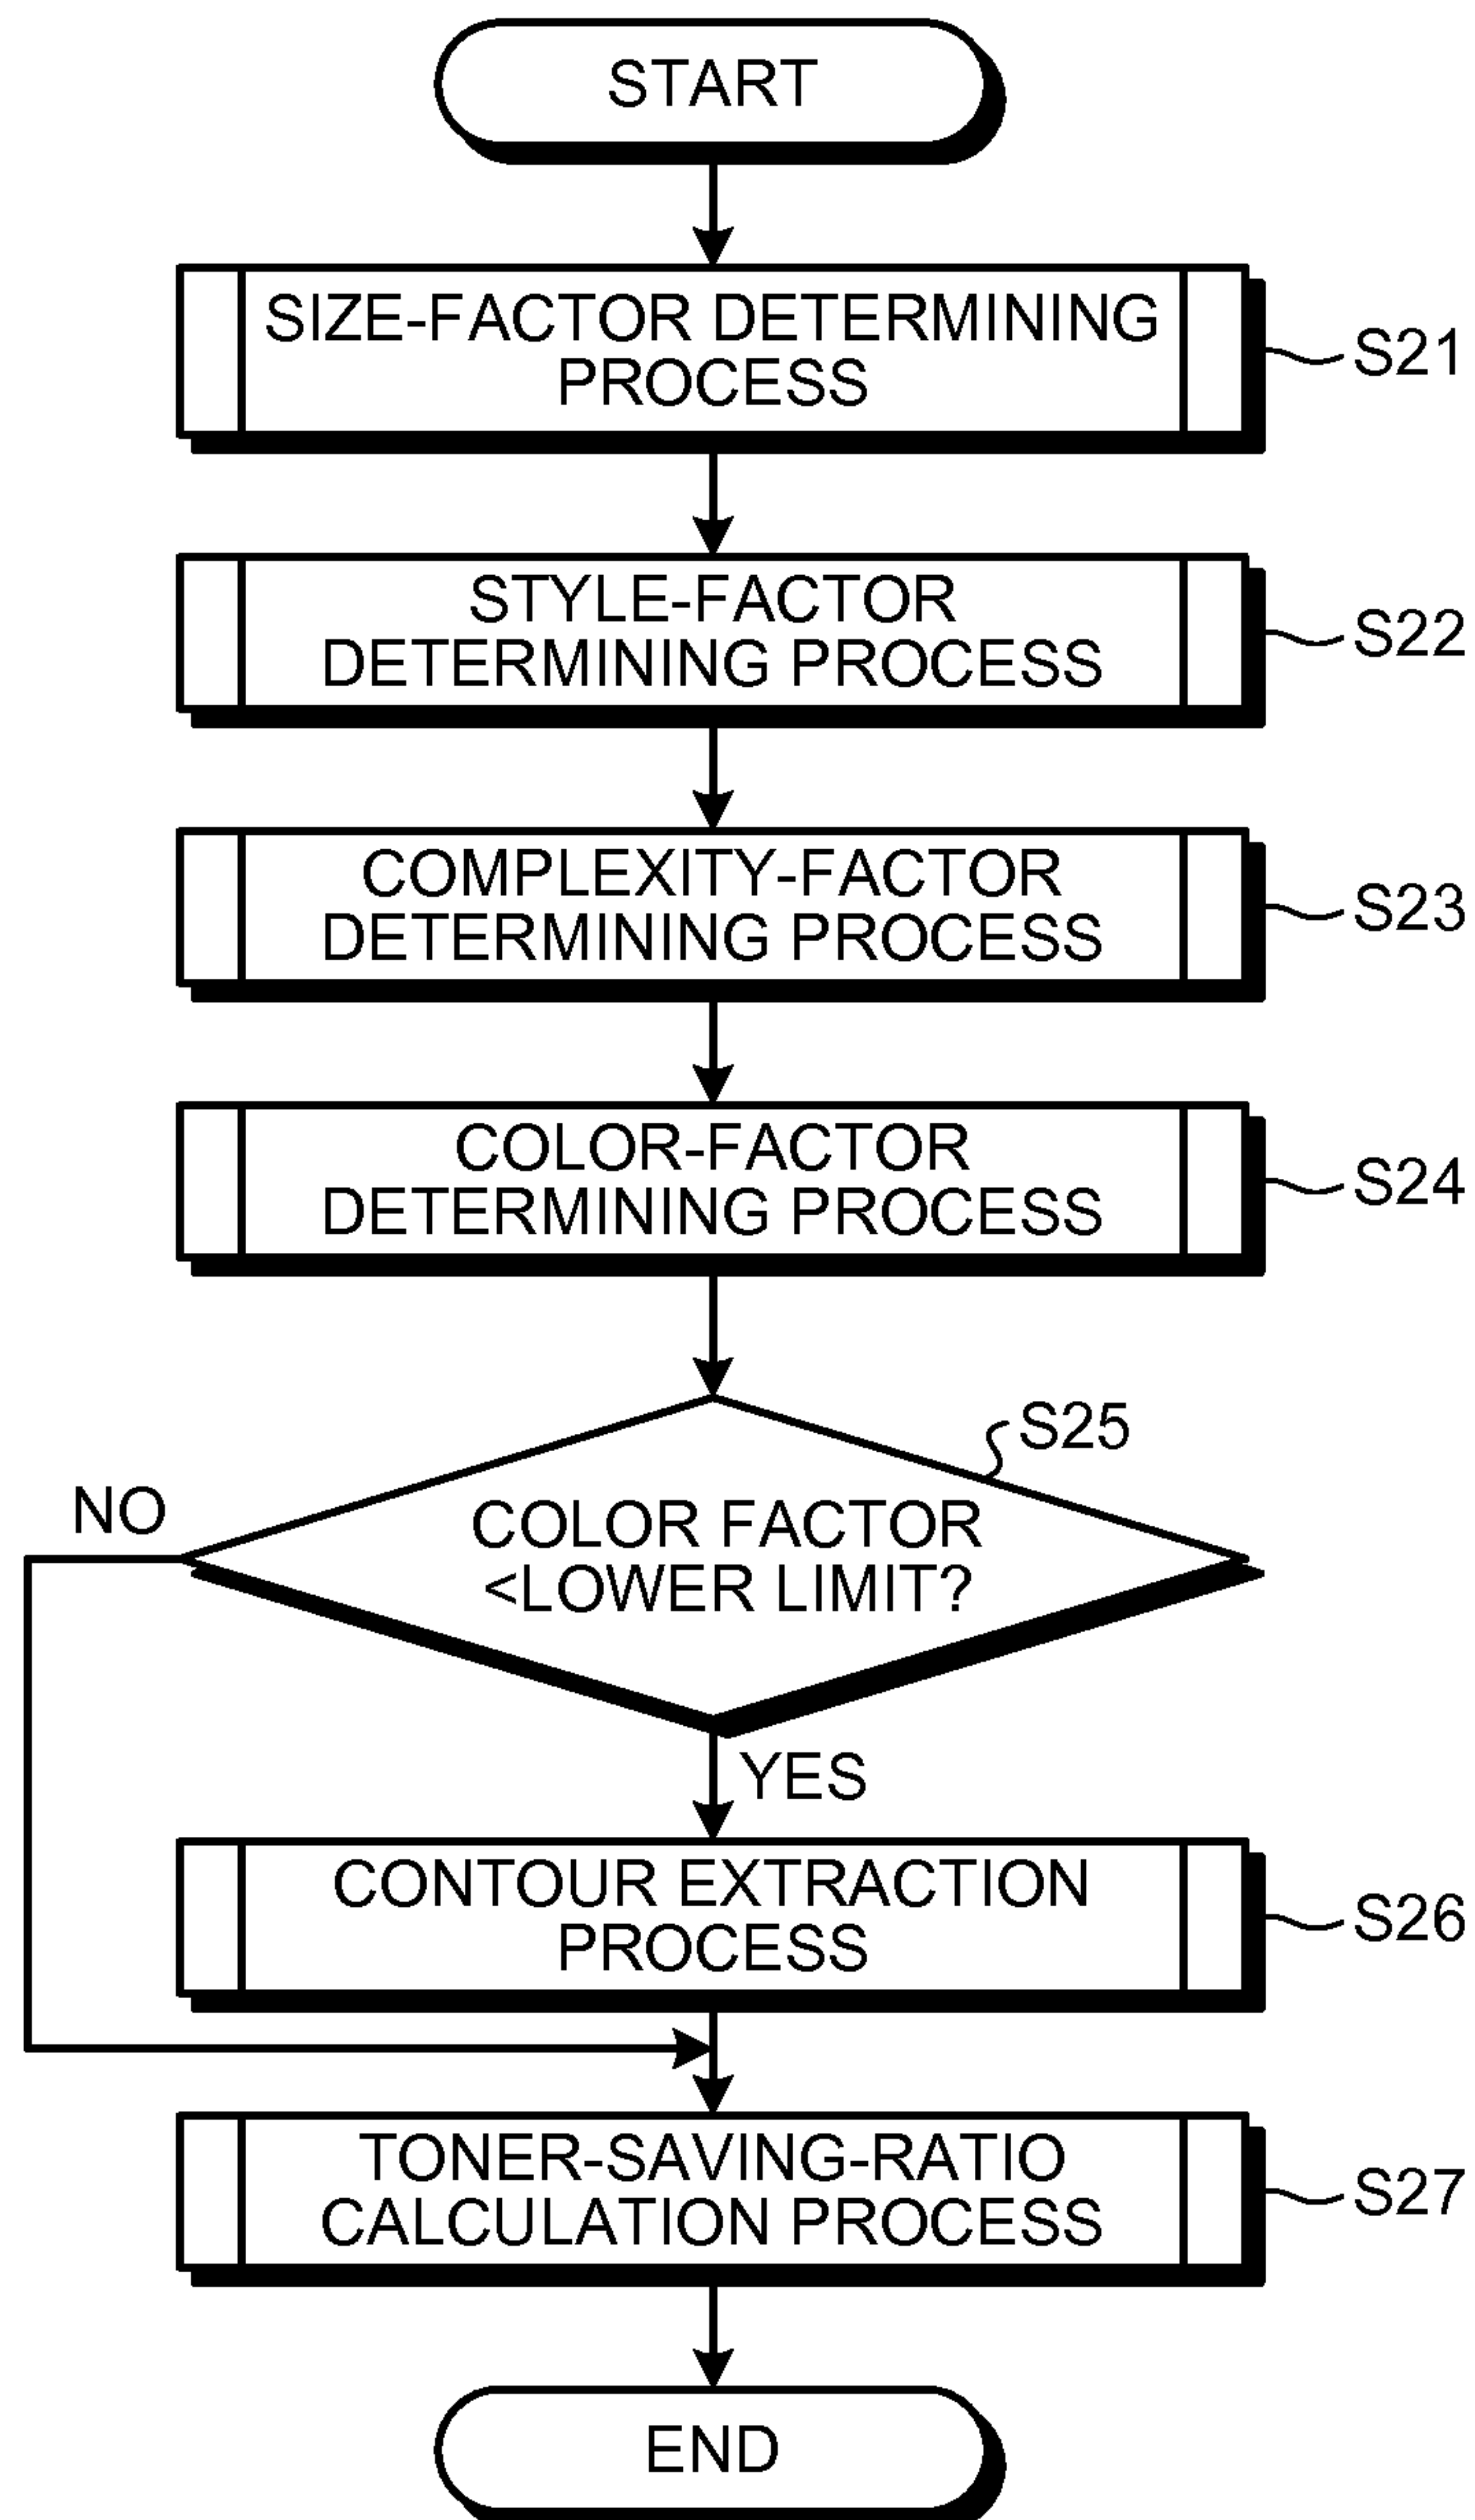 START
SIZE-FACTOR DETERMINING
PROCESS
S21
STYLE-FACTOR
DETERMINING PROCESS
S22
COMPLEXITY-FACTOR
DETERMINING PROCESS
S23
COLOR-FACTOR
DETERMINING PROCESS
S24
S25
NO
COLOR FACTOR
<LOWER LIMIT?
YES
CONTOUR EXTRACTION
PROCESS
S26
TONER-SAVING-RATIO
CALCULATION PROCESS
S27
END